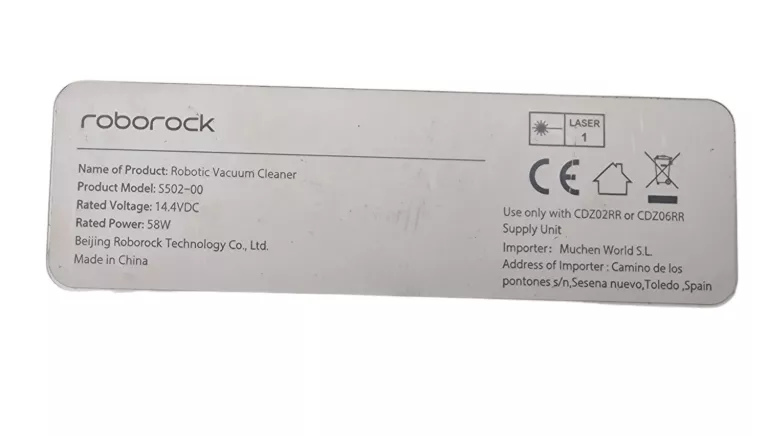 roborock
Name of Product: Robotic Vacuum Cleaner
Product Model: S502-00
Rated Voltage: 14.4VDC
Rated Power: 58W
Beijing Roborock Technology Co., Ltd.
Made in China
LASER
1
CE
Use only with CDZ02RR or CDZ06RR
Supply Unit
Importer: Muchen World S.L.
Address of Importer : Camino de los
pontones s/n,Sesena nuevo,Toledo ,Spain